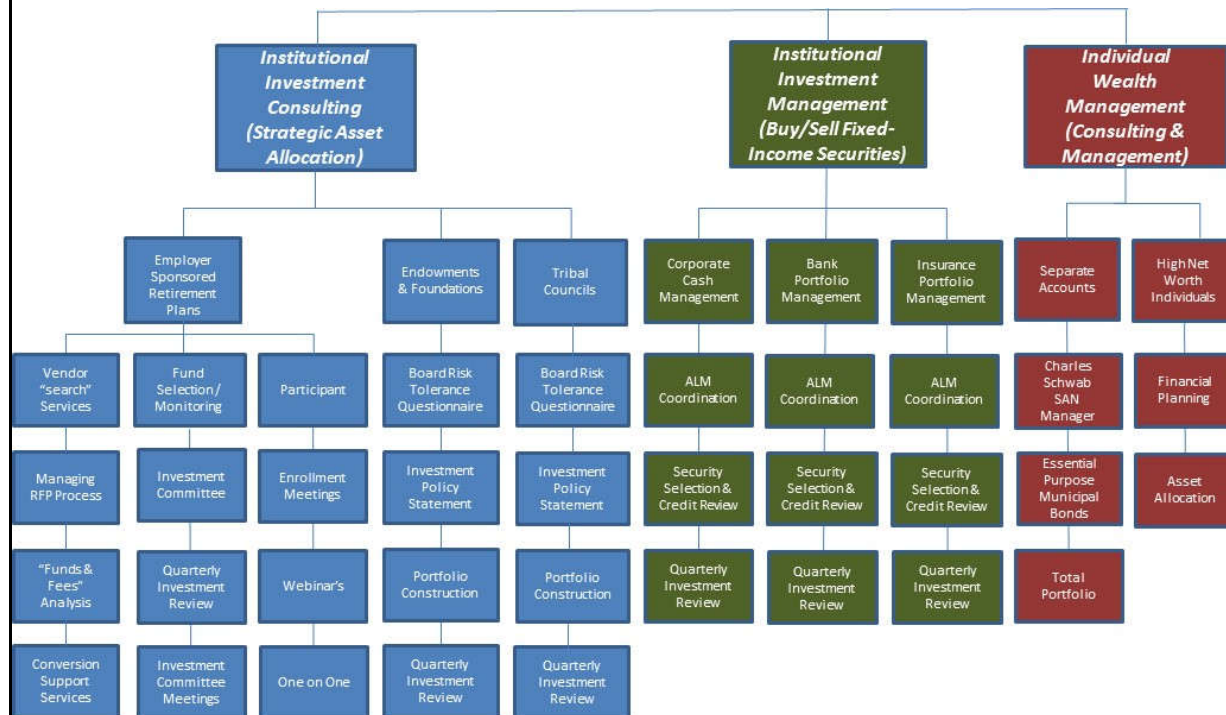 Institutional
Investment
Consulting
(Strategic Asset
Allocation)
Institutional
Investment
Management
(Buy/Sell Fixed-
Income Securities)
Individual
Wealth
Management
(Consulting &
Management)
Employer
Sponsored
Retirement
Plans
Endowments
& Foundations
Tribal
Councils
Corporate
Cash
Management
Bank
Portfolio
Management
Insurance
Portfolio
Management
Separate
Accounts
High Net
Worth
Individuals
Vendor
“search”
Services
Fund
Selection /
Monitoring
Participant
Board Risk
Tolerance
Questionnaire
Board Risk
Tolerance
Questionnaire
ALM
Coordination
ALM
Coordination
ALM
Coordination
Charles
Schwab
SAN
Manager
Financial
Planning
Managing
RFP Process
Investment
Committee
Enrollment
Meetings
Investment
Policy
Statement
Investment
Policy
Statement
Security
Selection &
Credit Review
Security
Selection &
Credit Review
Security
Selection &
Credit Review
Essential
Purpose
Municipal
Bonds
Asset
Allocation
“Funds &
Fees”
Analysis
Quarterly
Investment
Review
Webinar’s
Portfolio
Construction
Portfolio
Construction
Quarterly
Investment
Review
Quarterly
Investment
Review
Quarterly
Investment
Review
Total
Portfolio
Conversion
Support
Services
Investment
Committee
Meetings
One on One
Quarterly
Investment
Review
Quarterly
Investment
Review